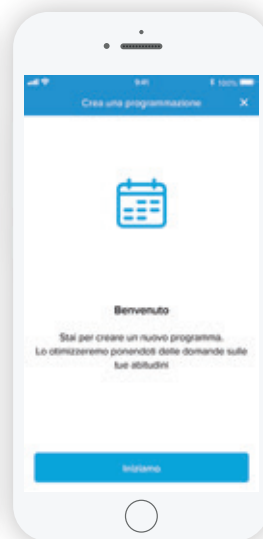 9:41
100%
Crea una programmazione
Benvenuto
Stai per creare un nuovo programma.
Lo otimizzeremo ponendoti delle domande sulle
tue abitudini
Iniziamo